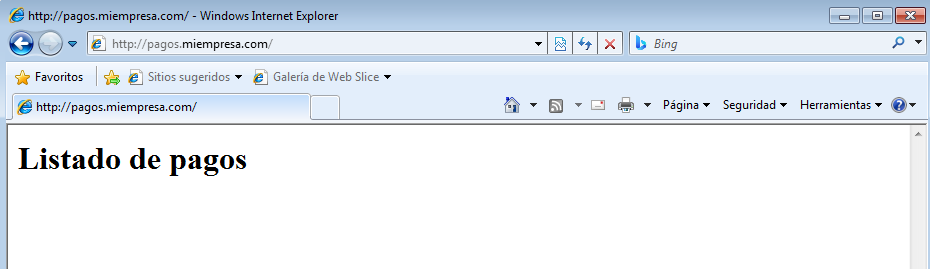 http://pagos.miempresa.com/ - Windows Internet Explorer
http://pagos.miempresa.com/ Bing
Favoritos Sitios sugeridos Galería de Web Slice
http://pagos.miempresa.com/ Página Seguridad Herramientas
Listado de pagos